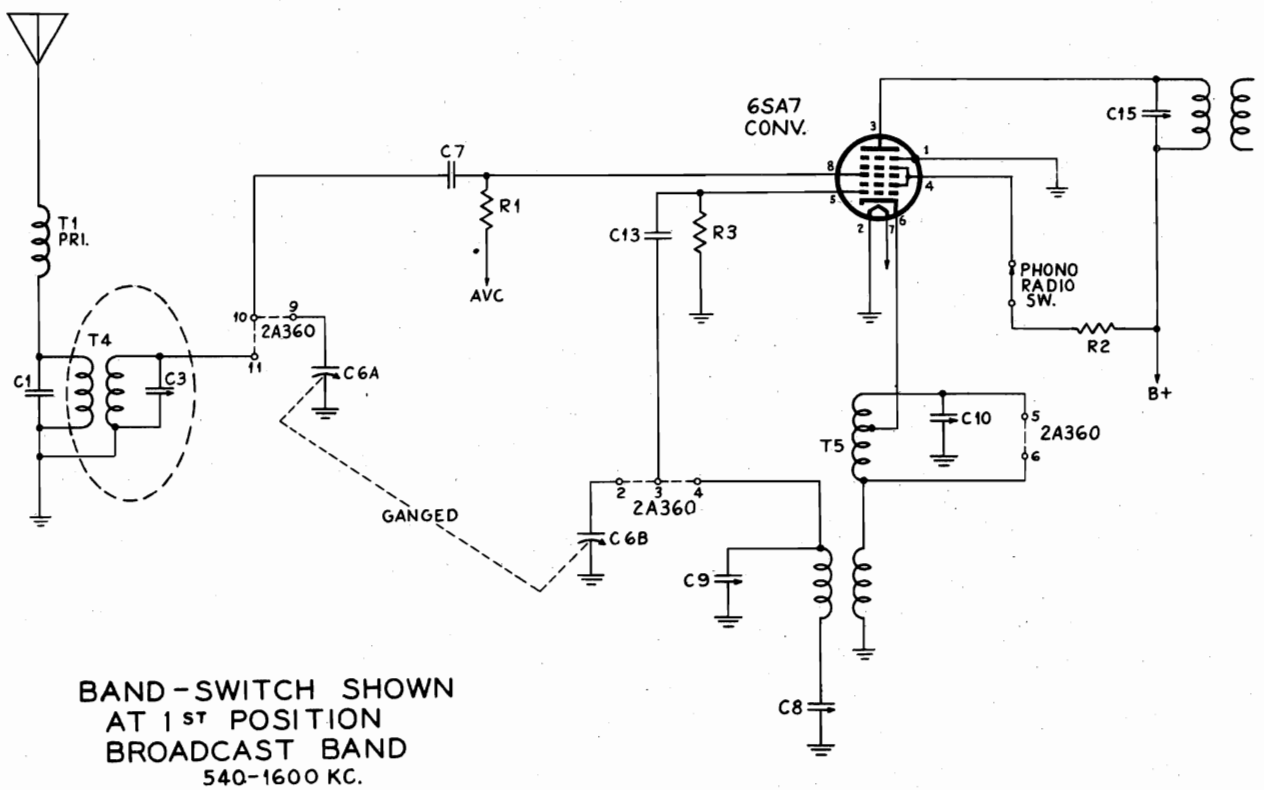 6SA7
CONV.
C15
3
1
8
4
5
2
7
6
C7
R1
AVC
C13
R3
T1
PRI.
PHONO
RADIO
SW.
R2
B+
10
9
2A360
11
C6A
T4
C1
C3
C10
T5
5
2A360
6
GANGED
2
3
4
2A360
C6B
C9
C8
BAND-SWITCH SHOWN
AT 1ST POSITION
BROADCAST BAND
540-1600 KC.